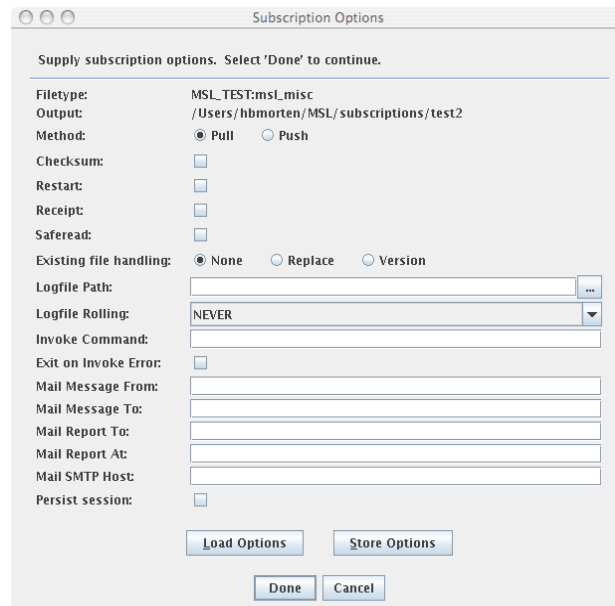 Subscription Options
Supply subscription options. Select 'Done' to continue.
Filetype: MSL_TEST:msl_misc
Output: /Users/hbmorten/MSL/subscriptions/test2
Method: Pull Push
Checksum:
Restart:
Receipt:
Saferead:
Existing file handling: None Replace Version
Logfile Path: ...
Logfile Rolling: NEVER
Invoke Command:
Exit on Invoke Error:
Mail Message From:
Mail Message To:
Mail Report To:
Mail Report At:
Mail SMTP Host:
Persist session:
Load Options Store Options
Done Cancel